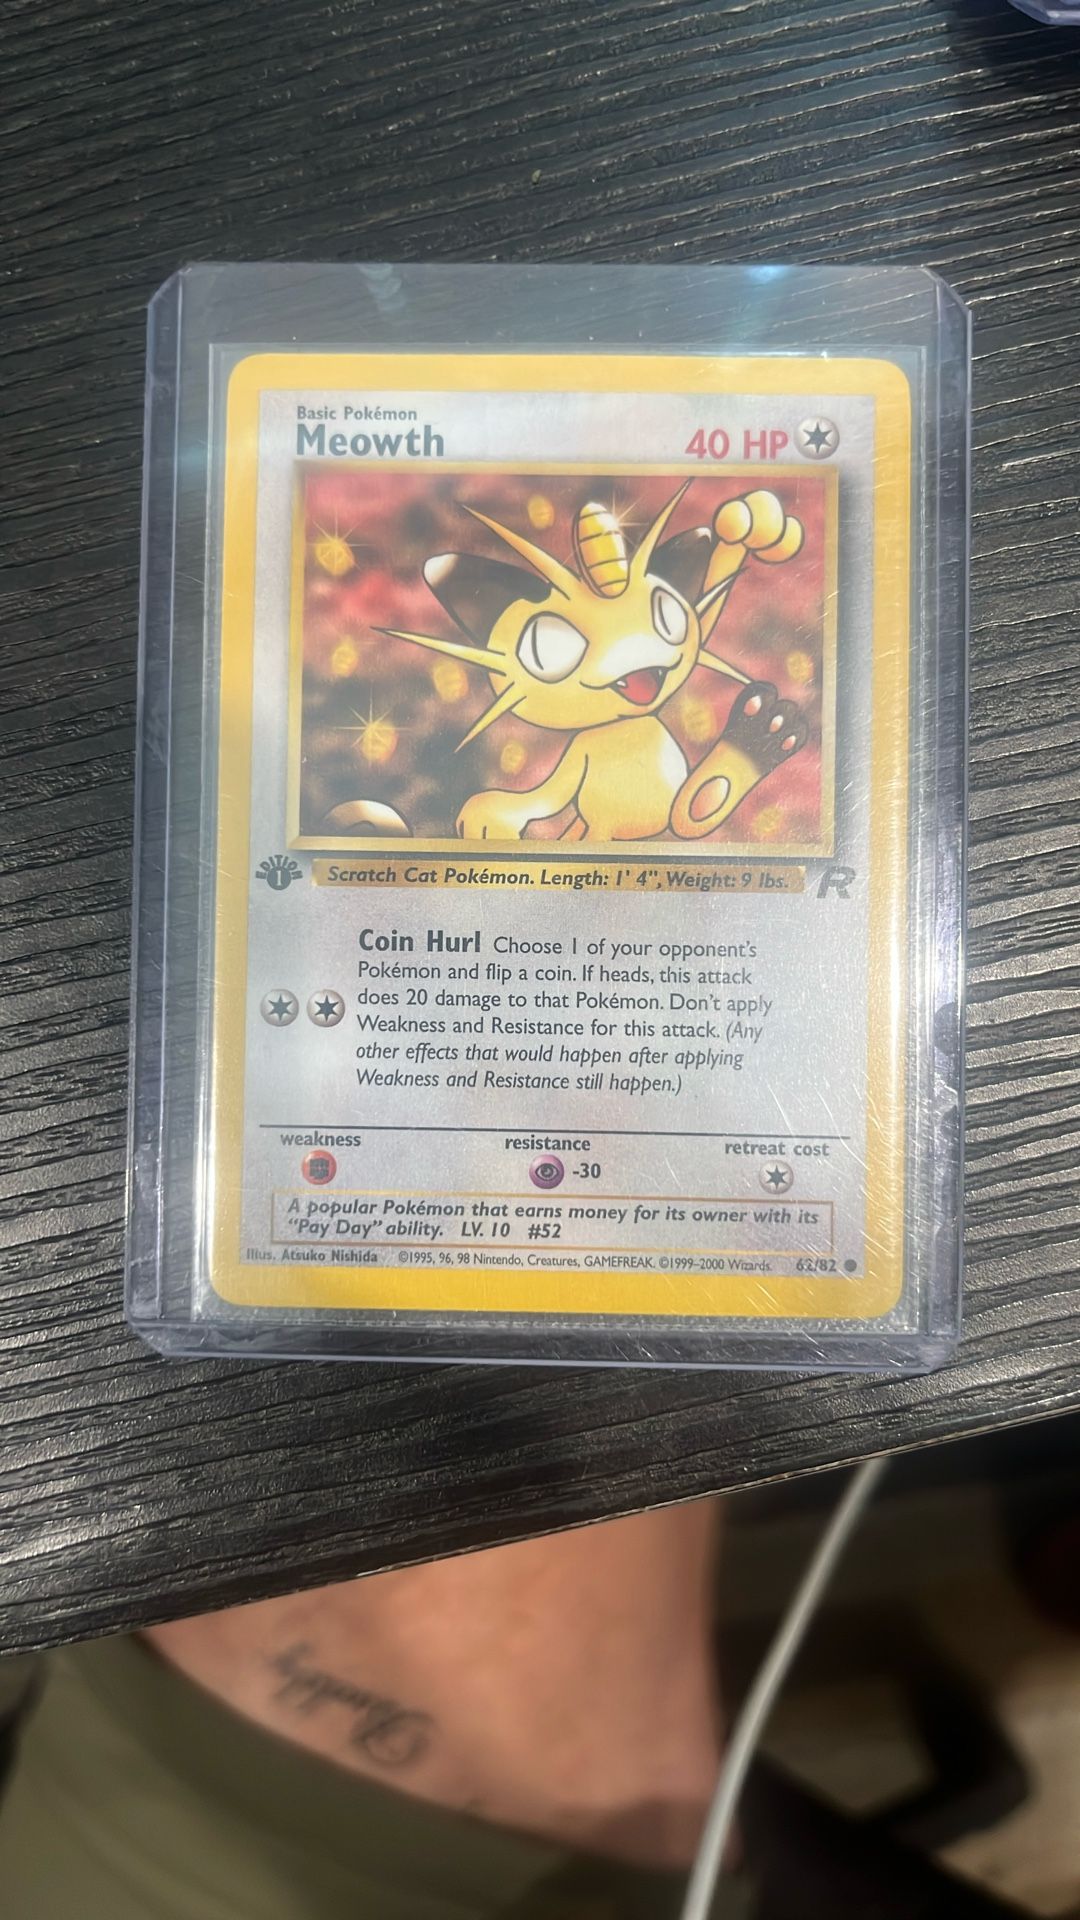 Basic Pokémon
Meowth
40 HP
EDITION
1
Scratch Cat Pokémon. Length: 1' 4", Weight: 9 lbs.
R
Coin Hurl Choose 1 of your opponent's
Pokémon and flip a coin. If heads, this attack
does 20 damage to that Pokémon. Don't apply
Weakness and Resistance for this attack. (Any
other effects that would happen after applying
Weakness and Resistance still happen.)
weakness
resistance
retreat cost
-30
A popular Pokémon that earns money for its owner with its
"Pay Day" ability. LV. 10 #52
Illus. Atsuko Nishida ©1995, 96, 98 Nintendo, Creatures, GAMEFREAK. ©1999-2000 Wizards. 62/82